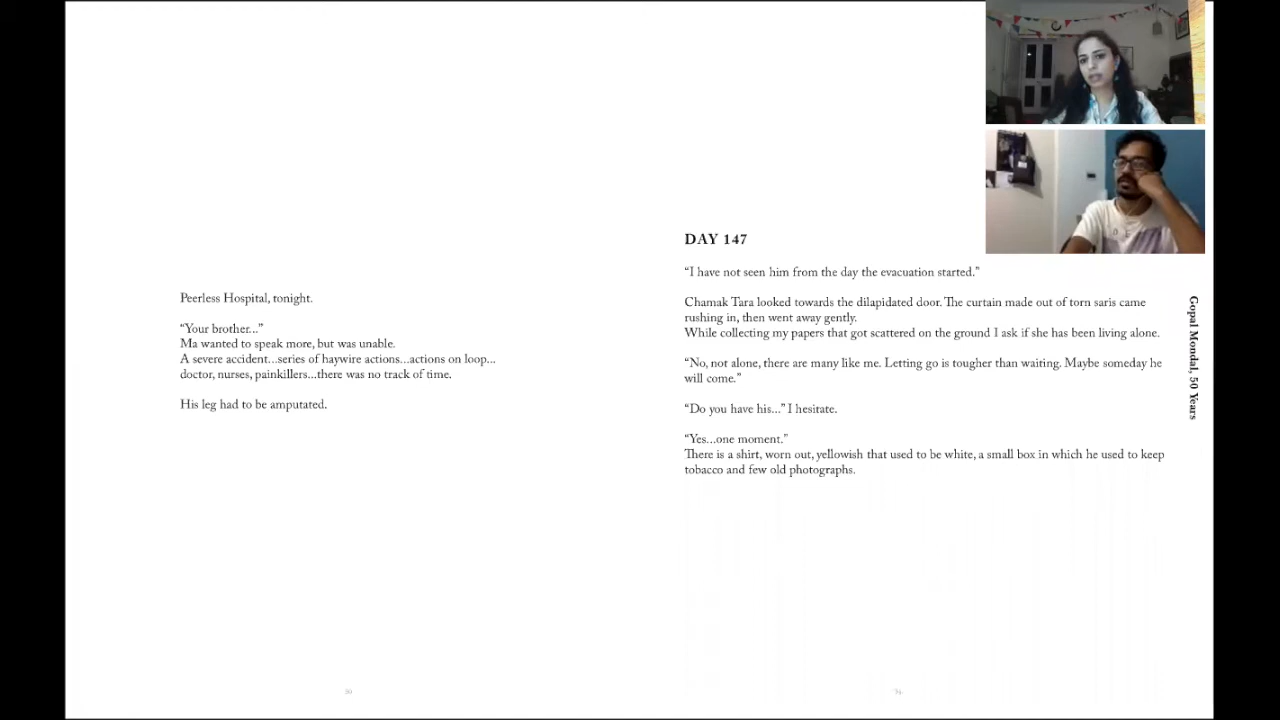 Peerless Hospital, tonight.
“Your brother...”
Ma wanted to speak more, but was unable.
A severe accident...series of haywire actions...actions on loop...
doctor, nurses, painkillers...there was no track of time.
His leg had to be amputated.
DAY 147
“I have not seen him from the day the evacuation started.”
Chamak Tara looked towards the dilapidated door. The curtain made out of torn saris came
rushing in, then went away gently.
While collecting my papers that got scattered on the ground I ask if she has been living alone.
“No, not alone, there are many like me. Letting go is tougher than waiting. Maybe someday he
will come.”
“Do you have his...” I hesitate.
“Yes...one moment.”
There is a shirt, worn out, yellowish that used to be white, a small box in which he used to keep
tobacco and few old photographs.
Gopal Mondal, 50 Years